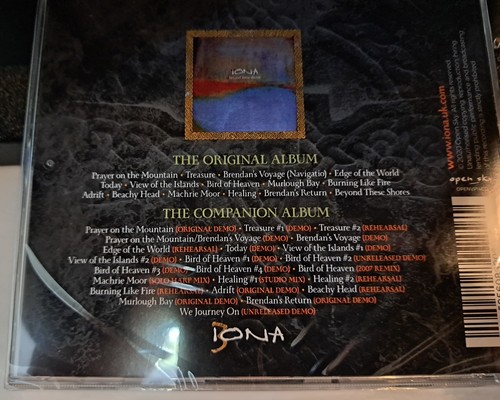 IONA
THE ORIGINAL ALBUM
Prayer on the Mountain • Treasure • Brendan's Voyage (Navigatio) • Edge of the World
Today • View of the Islands • Bird of Heaven • Murlough Bay • Burning Like Fire
Adrift • Beachy Head • Machrie Moor • Healing • Brendan's Return • Beyond These Shores
THE COMPANION ALBUM
Prayer on the Mountain (ORIGINAL DEMO) • Treasure #1 (DEMO) • Treasure #2 (REHEARSAL)
Prayer on the Mountain/Brendan's Voyage (DEMO) • Brendan's Voyage (DEMO)
Edge of the World (REHEARSAL) • Today (DEMO) • View of the Islands #1 (DEMO)
View of the Islands #2 (DEMO) • Bird of Heaven #1 (DEMO) • Bird of Heaven #2 (UNRELEASED DEMO)
Bird of Heaven #3 (DEMO) • Bird of Heaven #4 (DEMO) • Bird of Heaven (2007 REMIX)
Machrie Moor (SOLO HARP MIX) • Healing #1 (STUDIO MIX) • Healing #2 (REHEARSAL)
Burning Like Fire (REHEARSAL) • Adrift (ORIGINAL DEMO) • Beachy Head (REHEARSAL)
Murlough Bay (ORIGINAL DEMO) • Brendan's Return (ORIGINAL DEMO)
We Journey On (UNRELEASED DEMO)
IONA
www.iona.uk.com
open sky